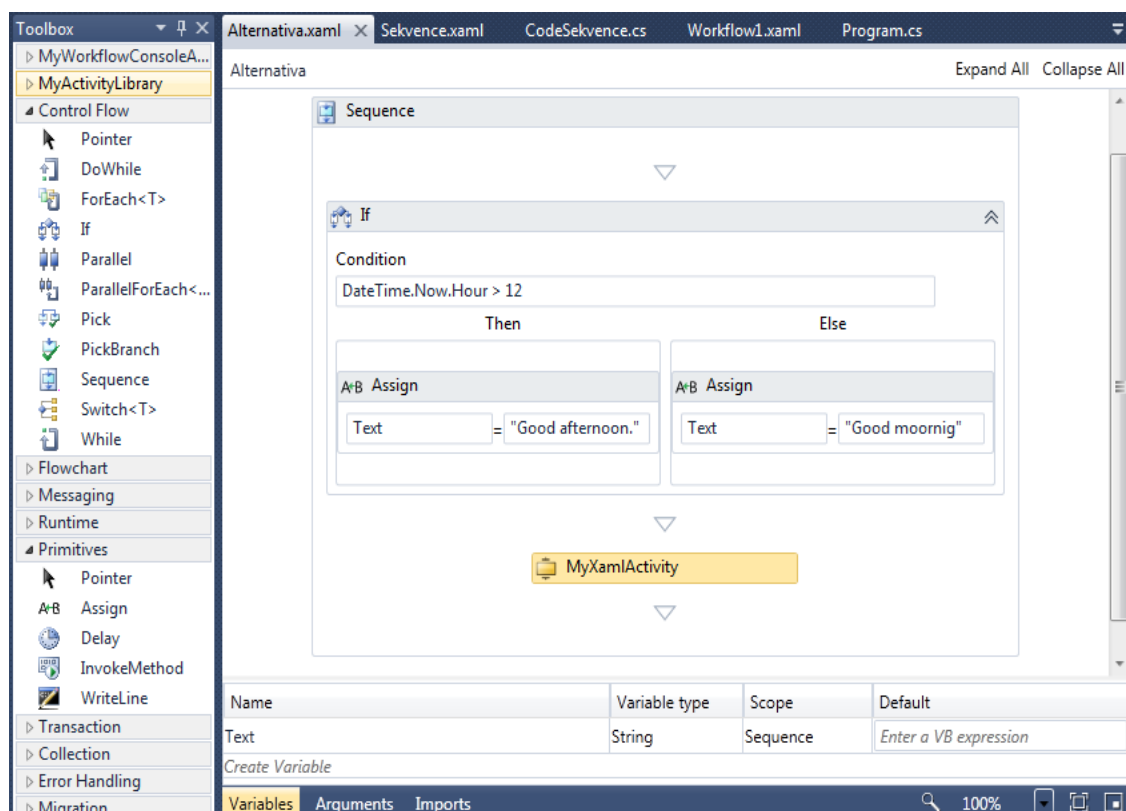 Toolbox
MyWorkflowConsoleA...
MyActivityLibrary
Control Flow
Pointer
DoWhile
ForEach<T>
If
Parallel
ParallelForEach<...
Pick
PickBranch
Sequence
Switch<T>
While
Flowchart
Messaging
Runtime
Primitives
Pointer
A+B Assign
Delay
InvokeMethod
WriteLine
Transaction
Collection
Error Handling
Migration
Alternativa.xaml Sekvence.xaml CodeSekvence.cs Workflow1.xaml Program.cs
Alternativa Expand All Collapse All
Sequence
If
Condition
DateTime.Now.Hour > 12
Then Else
A+B Assign A+B Assign
Text = "Good afternoon." Text = "Good moornig"
MyXamlActivity
Name Variable type Scope Default
Text String Sequence Enter a VB expression
Create Variable
Variables Arguments Imports 100%